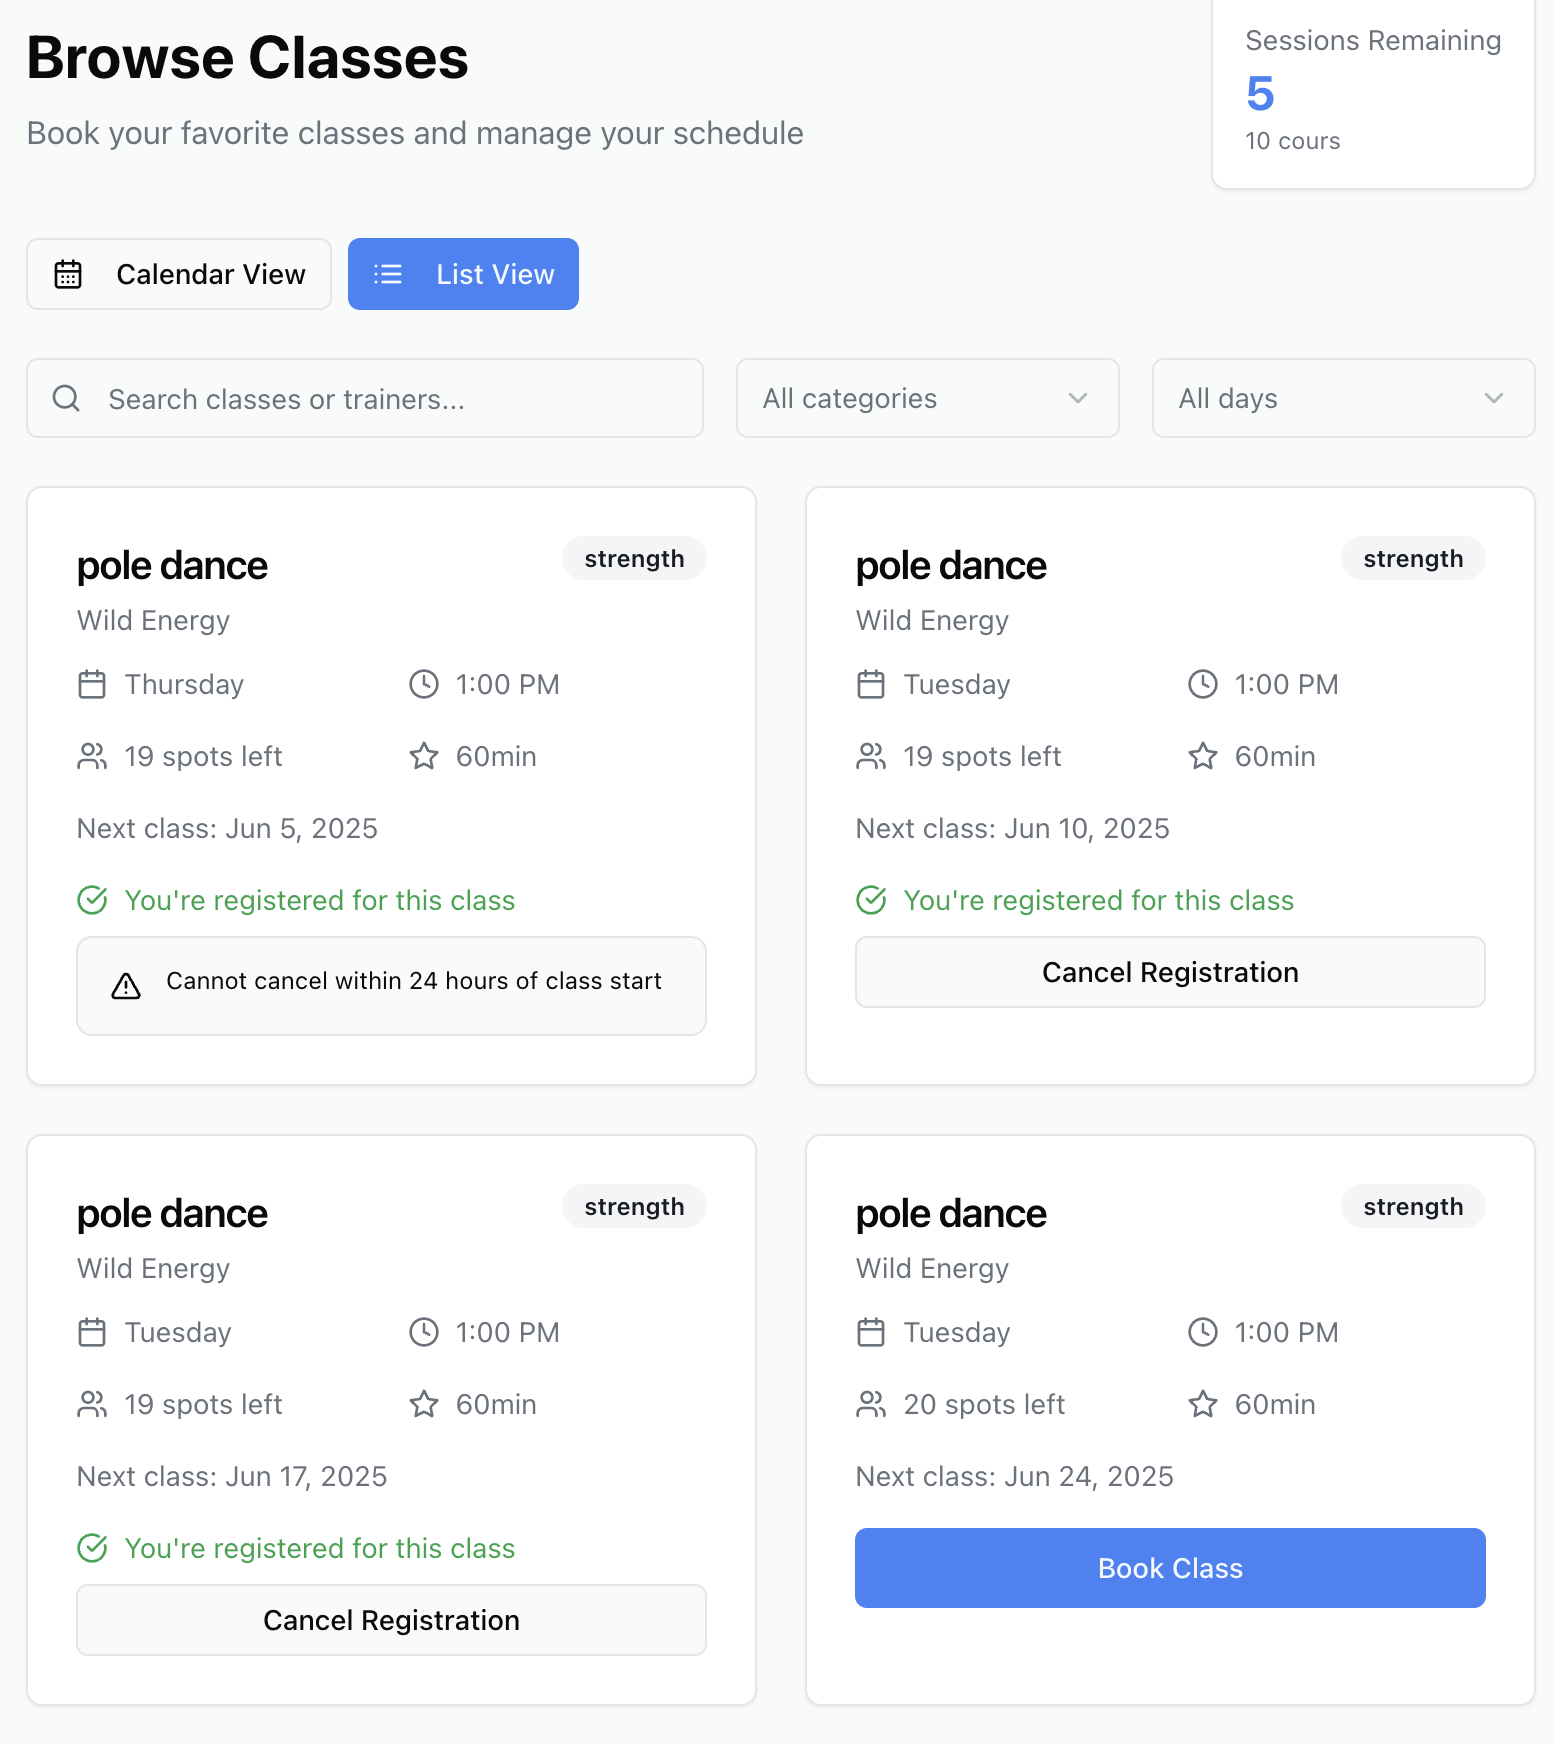 Browse Classes
Book your favorite classes and manage your schedule
Sessions Remaining
5
10 cours
Calendar View
List View
Search classes or trainers...
All categories
All days
pole dance
strength
Wild Energy
Thursday
1:00 PM
19 spots left
60min
Next class: Jun 5, 2025
You're registered for this class
Cannot cancel within 24 hours of class start
pole dance
strength
Wild Energy
Tuesday
1:00 PM
19 spots left
60min
Next class: Jun 10, 2025
You're registered for this class
Cancel Registration
pole dance
strength
Wild Energy
Tuesday
1:00 PM
19 spots left
60min
Next class: Jun 17, 2025
You're registered for this class
Cancel Registration
pole dance
strength
Wild Energy
Tuesday
1:00 PM
20 spots left
60min
Next class: Jun 24, 2025
Book Class